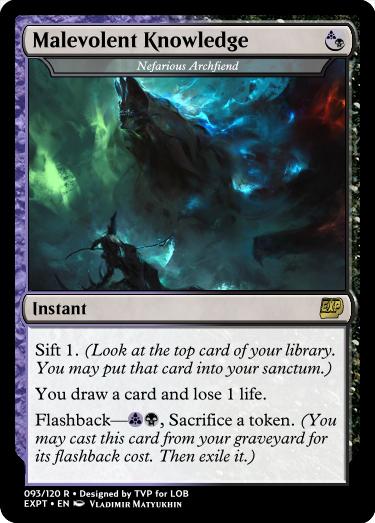 Malevolent Knowledge
Nefarious Archfiend
Instant
EXP
Sift 1. (Look at the top card of your library.
You may put that card into your sanctum.)
You draw a card and lose 1 life.
Flashback—, Sacrifice a token. (You
may cast this card from your graveyard for
its flashback cost. Then exile it.)
093/120 R • Designed by TVP for LOB
EXPT • EN Vladimir Matyukhin